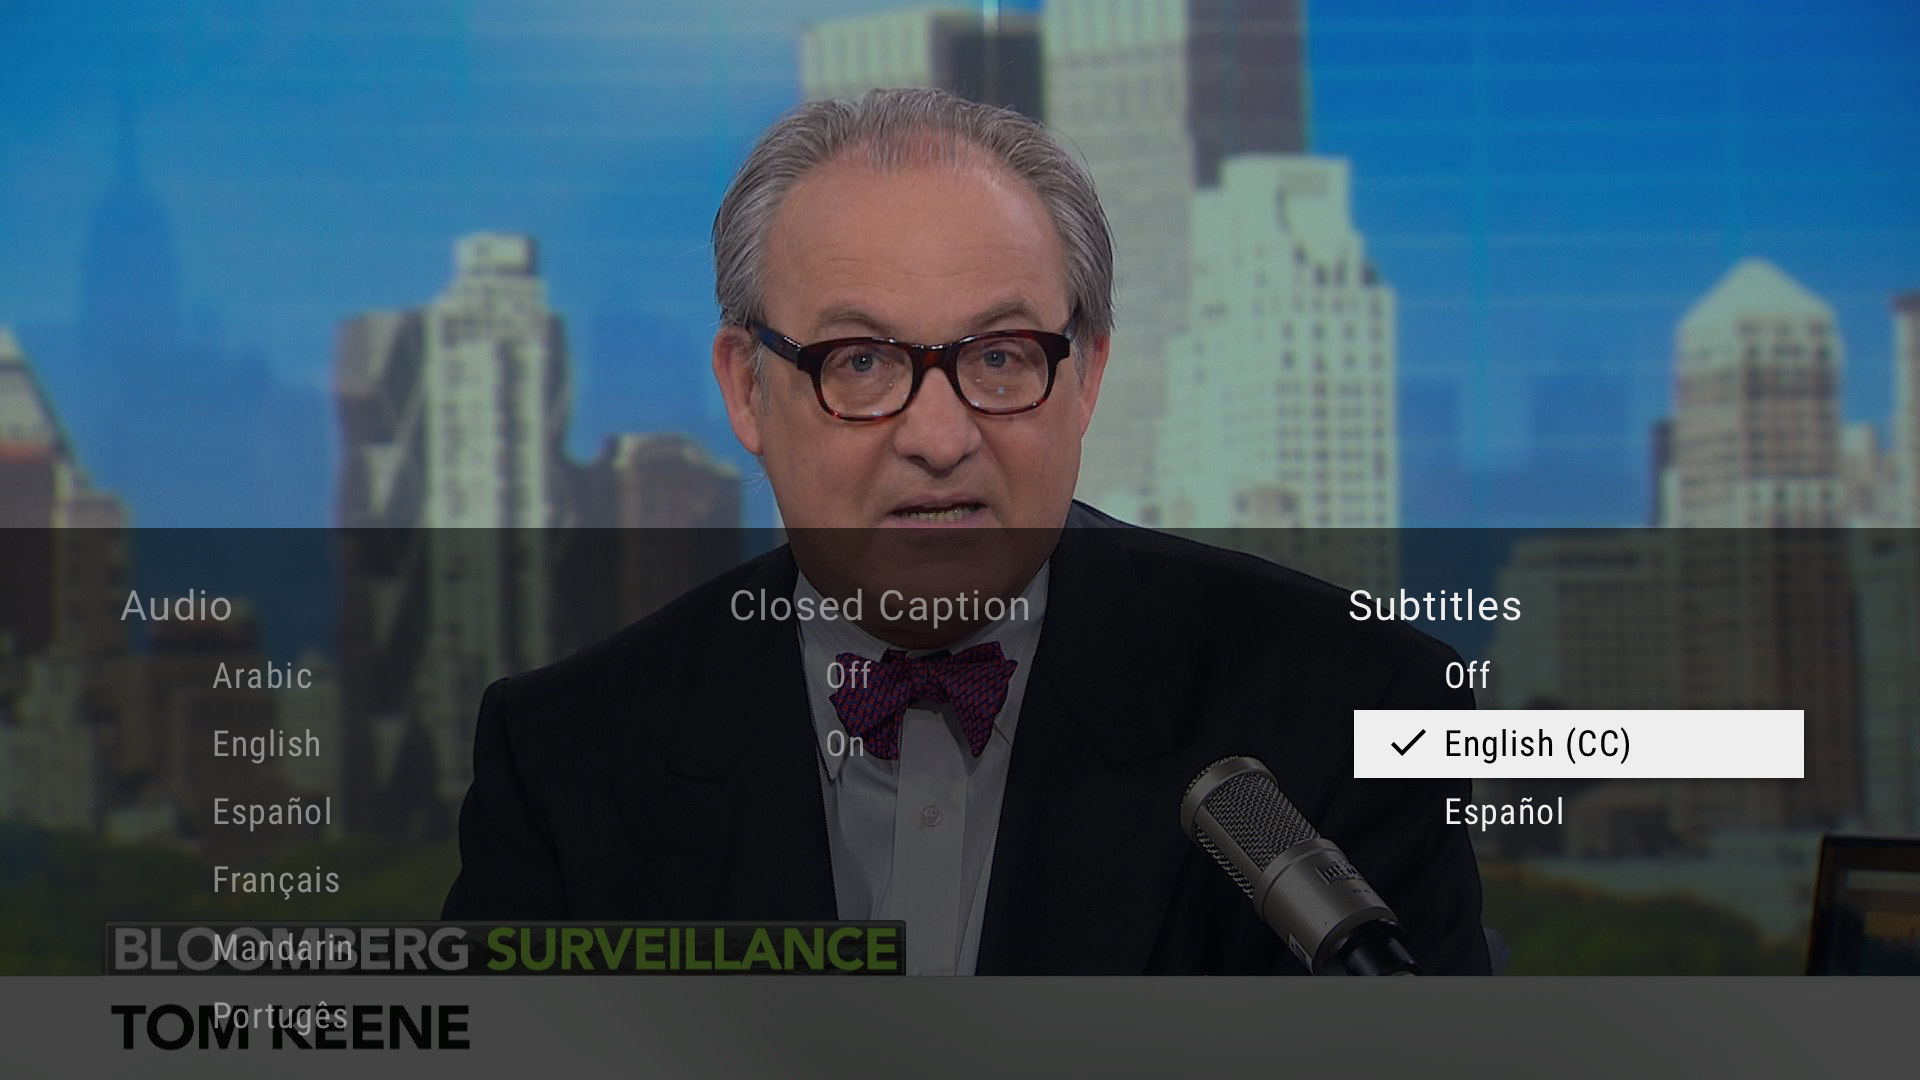 Audio
Arabic
English
Español
Français
Mandarin
Portugês
Closed Caption
Off
On
Subtitles
Off
English (CC)
Español
BLOOMBERG SURVEILLANCE
TOM KEENE